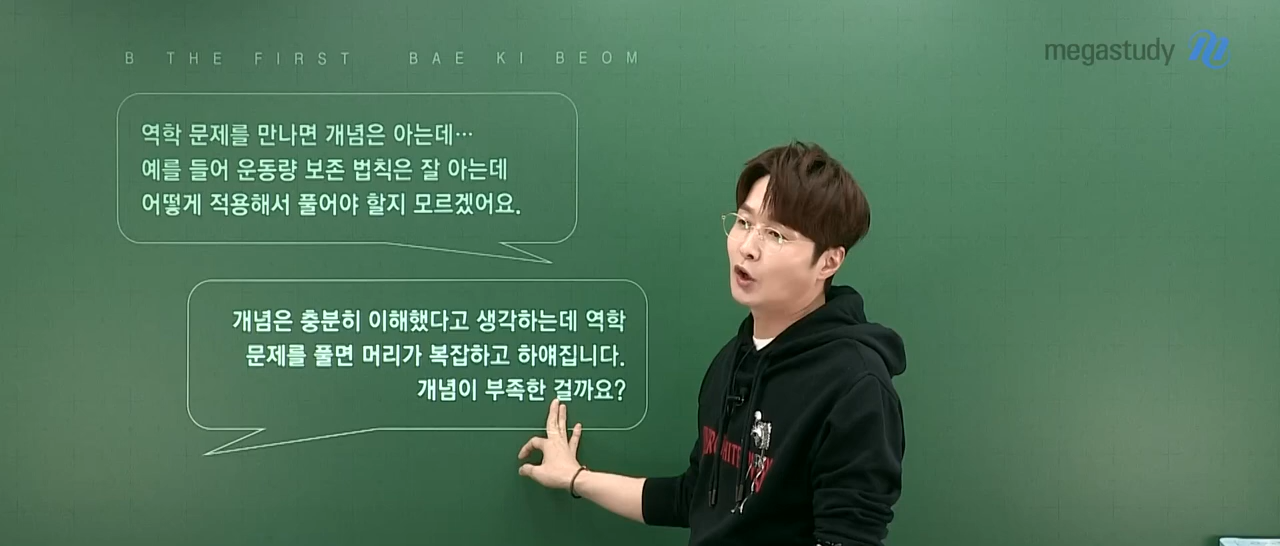 B THE FIRST BAE KI BEOM
megastudy
역학 문제를 만나면 개념은 아는데…
예를 들어 운동량 보존 법칙은 잘 아는데
어떻게 적용해서 풀어야 할지 모르겠어요.
개념은 충분히 이해했다고 생각하는데 역학
문제를 풀면 머리가 복잡하고 하얘집니다.
개념이 부족한 걸까요?